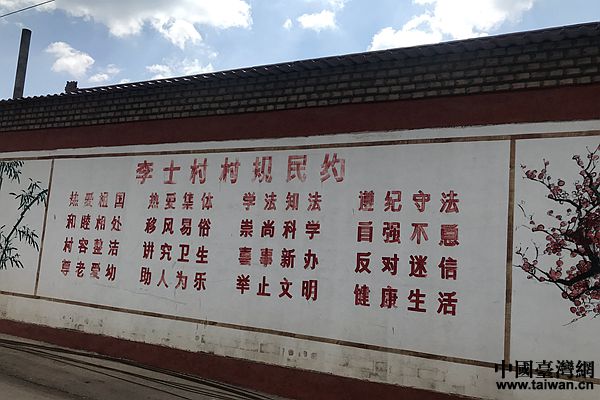 李士村村规民约
热爱祖国 热爱集体 学法知法 遵纪守法
和睦相处 移风易俗 崇尚科学 自强不息
村容整洁 讲究卫生 喜事新办 反对迷信
尊老爱幼 助人为乐 举止文明 健康生活
中國臺灣網
www.taiwan.cn